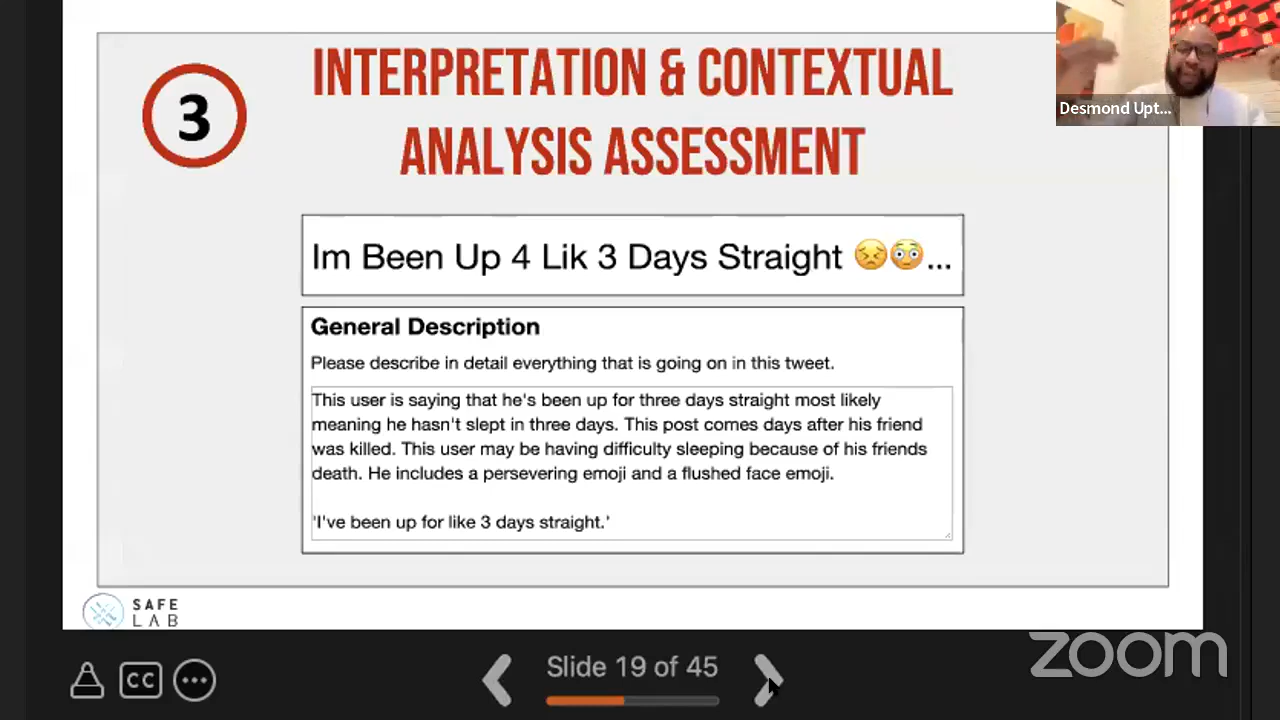 3
INTERPRETATION & CONTEXTUAL
ANALYSIS ASSESSMENT
Desmond Upt...
Im Been Up 4 Lik 3 Days Straight 😣😳...
General Description
Please describe in detail everything that is going on in this tweet.
This user is saying that he's been up for three days straight most likely
meaning he hasn't slept in three days. This post comes days after his friend
was killed. This user may be having difficulty sleeping because of his friends
death. He includes a persevering emoji and a flushed face emoji.
'I've been up for like 3 days straight.'
SAFE
LAB
CC
Slide 19 of 45
zoom